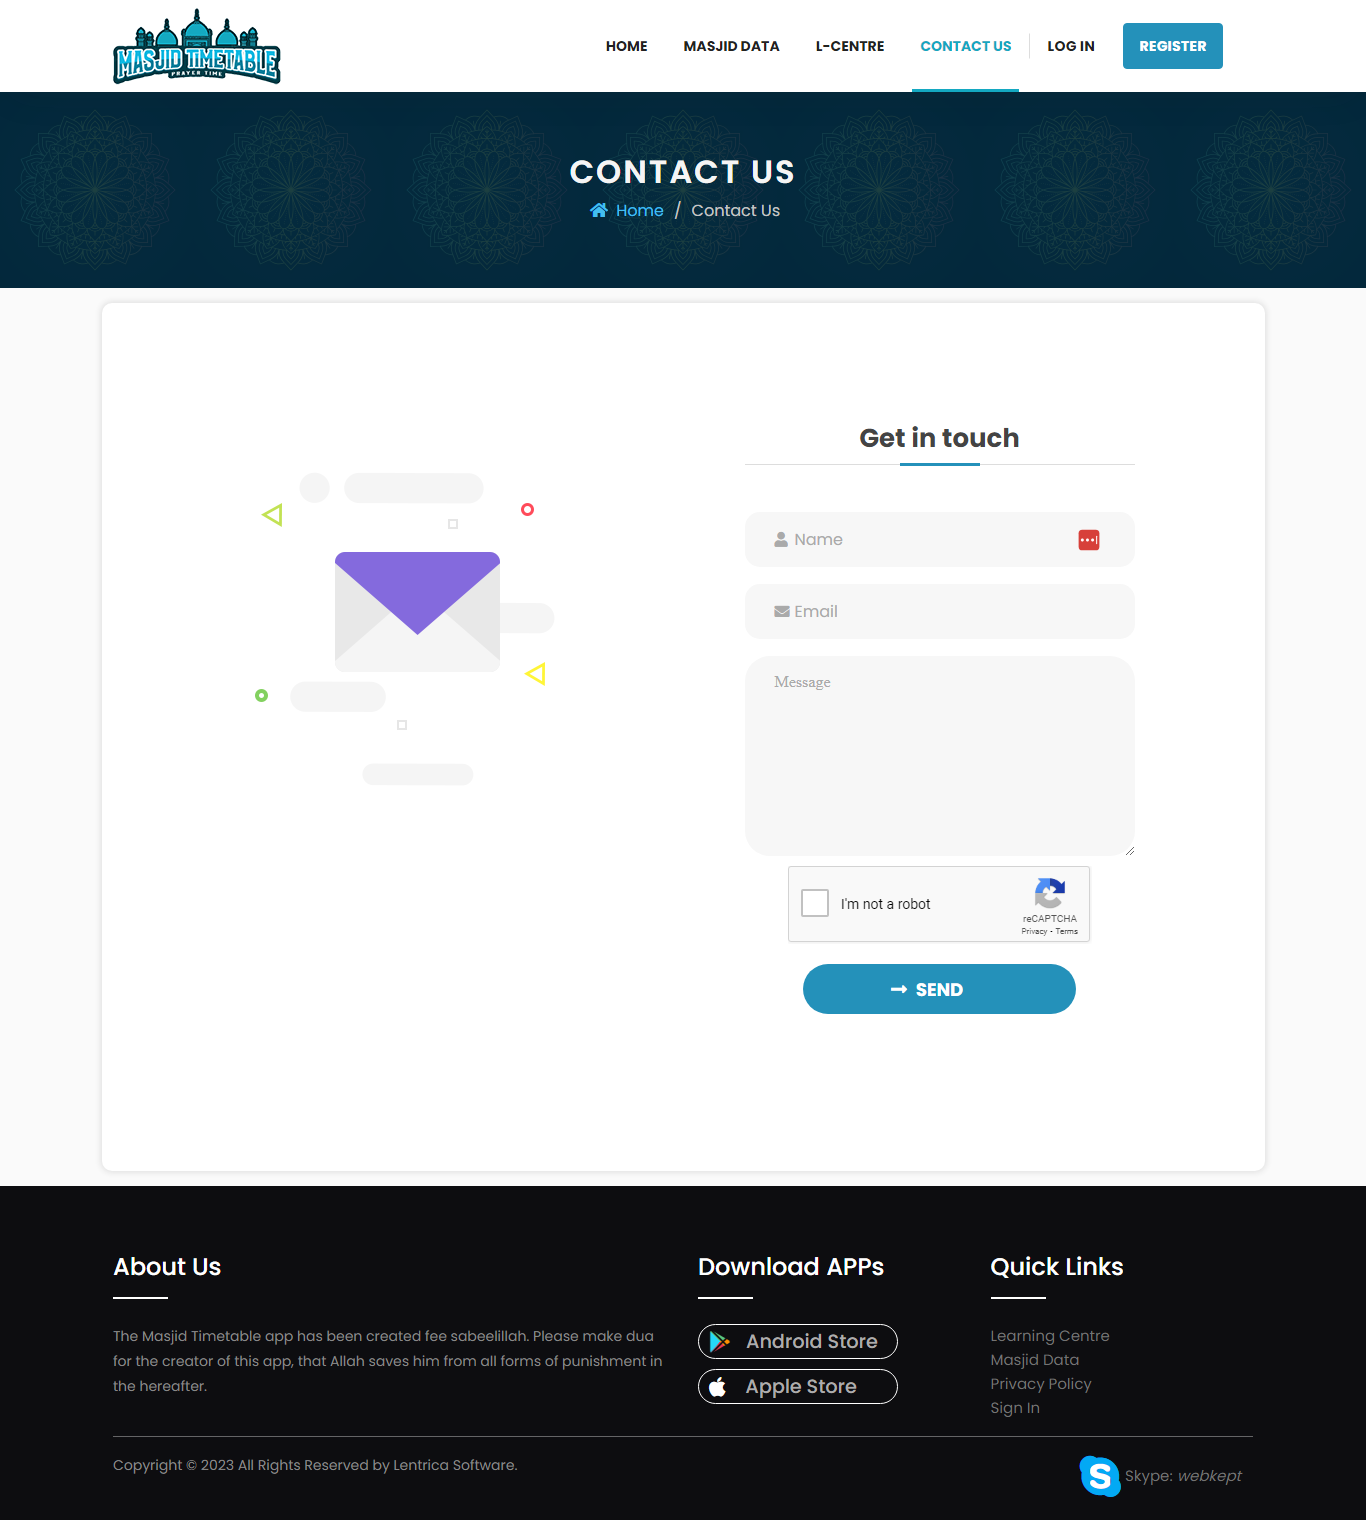 MASJID TIMETABLE
PRAYER TIME
HOME
MASJID DATA
L-CENTRE
CONTACT US
LOG IN
REGISTER
CONTACT US
Home / Contact Us
Get in touch
Name
Email
Message
I'm not a robot
reCAPTCHA
Privacy - Terms
SEND
About Us
The Masjid Timetable app has been created fee sabeelillah. Please make dua
for the creator of this app, that Allah saves him from all forms of punishment in
the hereafter.
Download APPs
Android Store
Apple Store
Quick Links
Learning Centre
Masjid Data
Privacy Policy
Sign In
Copyright © 2023 All Rights Reserved by Lentrica Software.
Skype: webkept